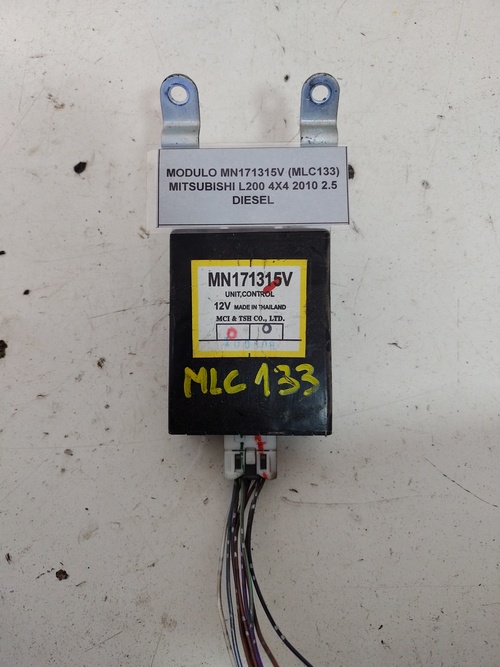 MODULO MN171315V (MLC133)
MITSUBISHI L200 4X4 2010 2.5
DIESEL
MN171315V
UNIT,CONTROL
12V MADE IN THAILAND
MCI & TSH CO., LTD.
MLC 133